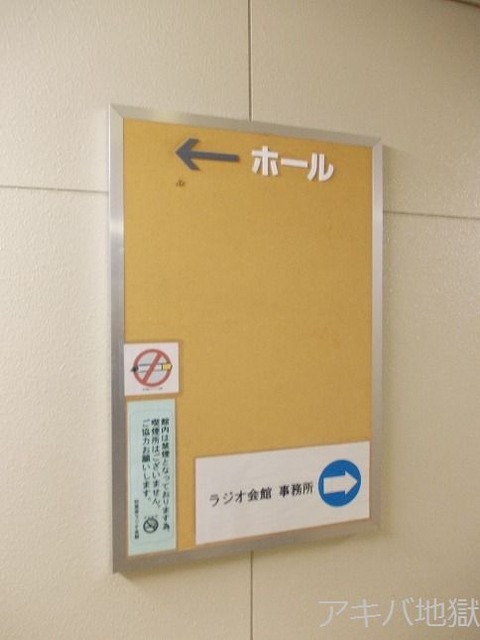 ホール
館内は禁煙となっております為、
喫煙所はございません。
ご協力お願いします。
ラジオ会館 事務所
アキバ地獄